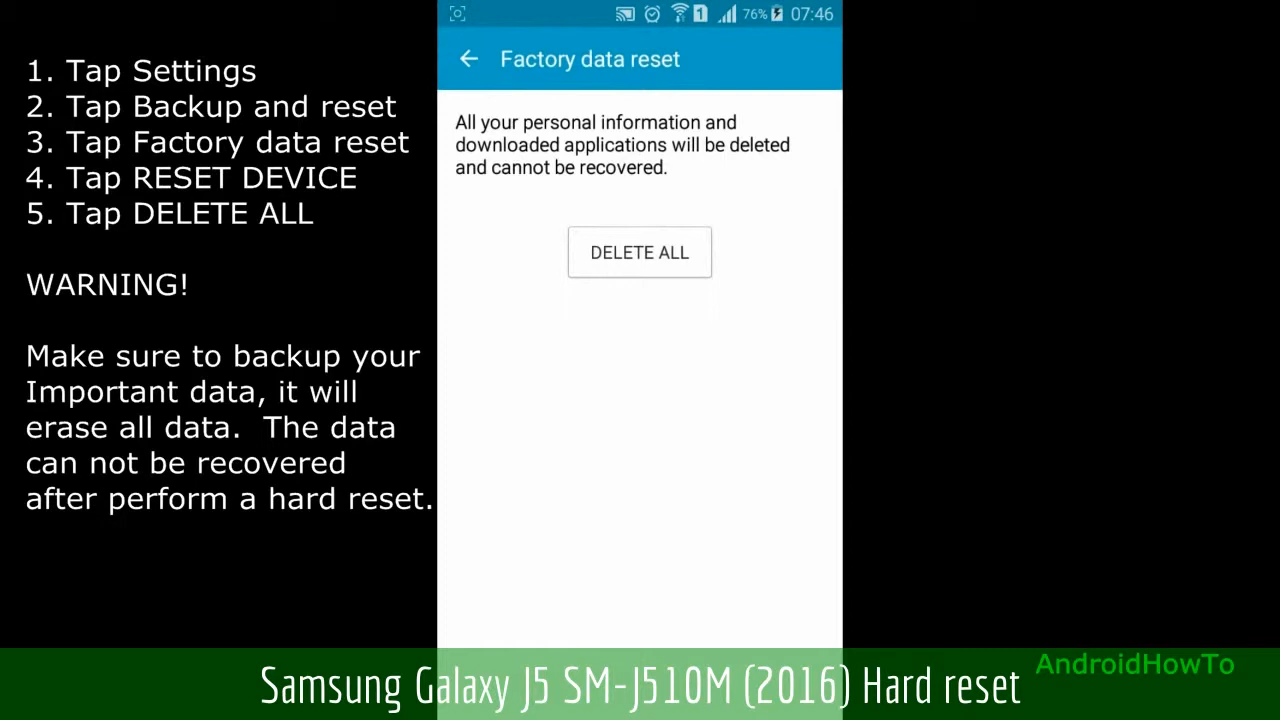 1. Tap Settings
2. Tap Backup and reset
3. Tap Factory data reset
4. Tap RESET DEVICE
5. Tap DELETE ALL
WARNING!
Make sure to backup your
Important data, it will
erase all data.  The data
can not be recovered
after perform a hard reset.
1 76% 07:46
Factory data reset
All your personal information and
downloaded applications will be deleted
and cannot be recovered.
DELETE ALL
AndroidHowTo
Samsung Galaxy J5 SM-J510M (2016) Hard reset